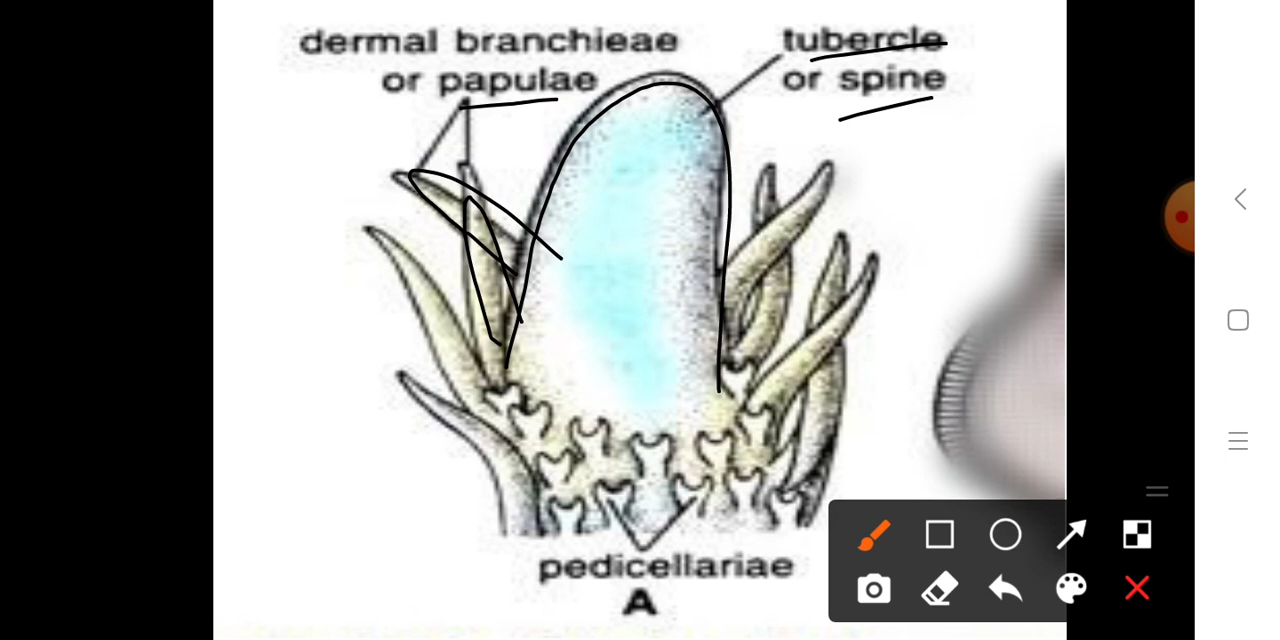 dermal branchieae
or papulae
tubercle
or spine
pedicellariae
A